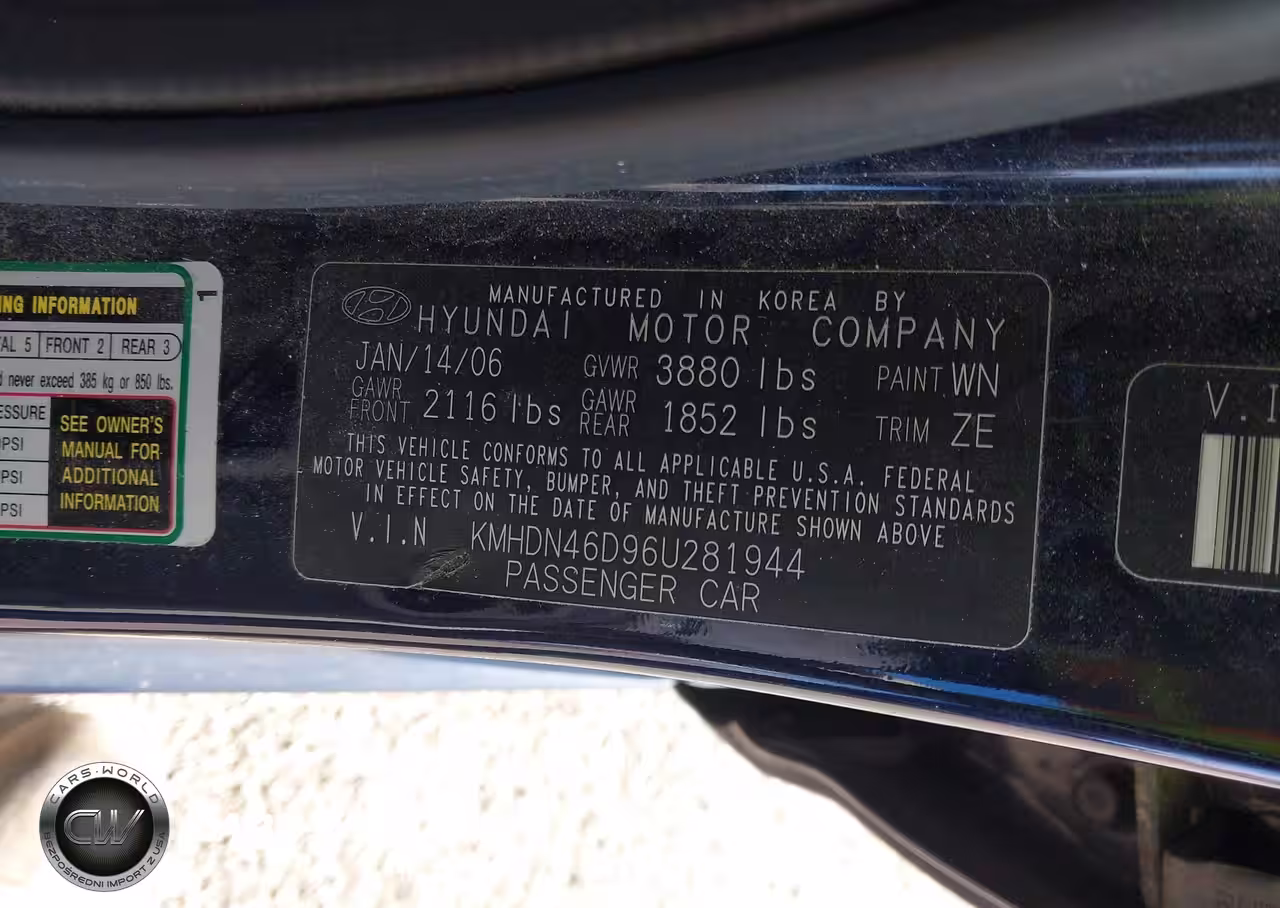 ING INFORMATION
AL 5 FRONT 2 REAR 3
never exceed 385 kg or 850 lbs.
ESSURE
PSI
PSI
PSI
SEE OWNER'S
MANUAL FOR
ADDITIONAL
INFORMATION
1
MANUFACTURED IN KOREA BY
HYUNDAI MOTOR COMPANY
JAN/14/06 GVWR 3880 lbs PAINT WN
GAWR FRONT 2116 lbs GAWR REAR 1852 lbs TRIM ZE
THIS VEHICLE CONFORMS TO ALL APPLICABLE U.S.A. FEDERAL
MOTOR VEHICLE SAFETY, BUMPER, AND THEFT PREVENTION STANDARDS
IN EFFECT ON THE DATE OF MANUFACTURE SHOWN ABOVE
V.I.N KMHDN46D96U281944
PASSENGER CAR
V.I
CARS·WORLD
CW
BEZPOŚREDNI IMPORT Z USA